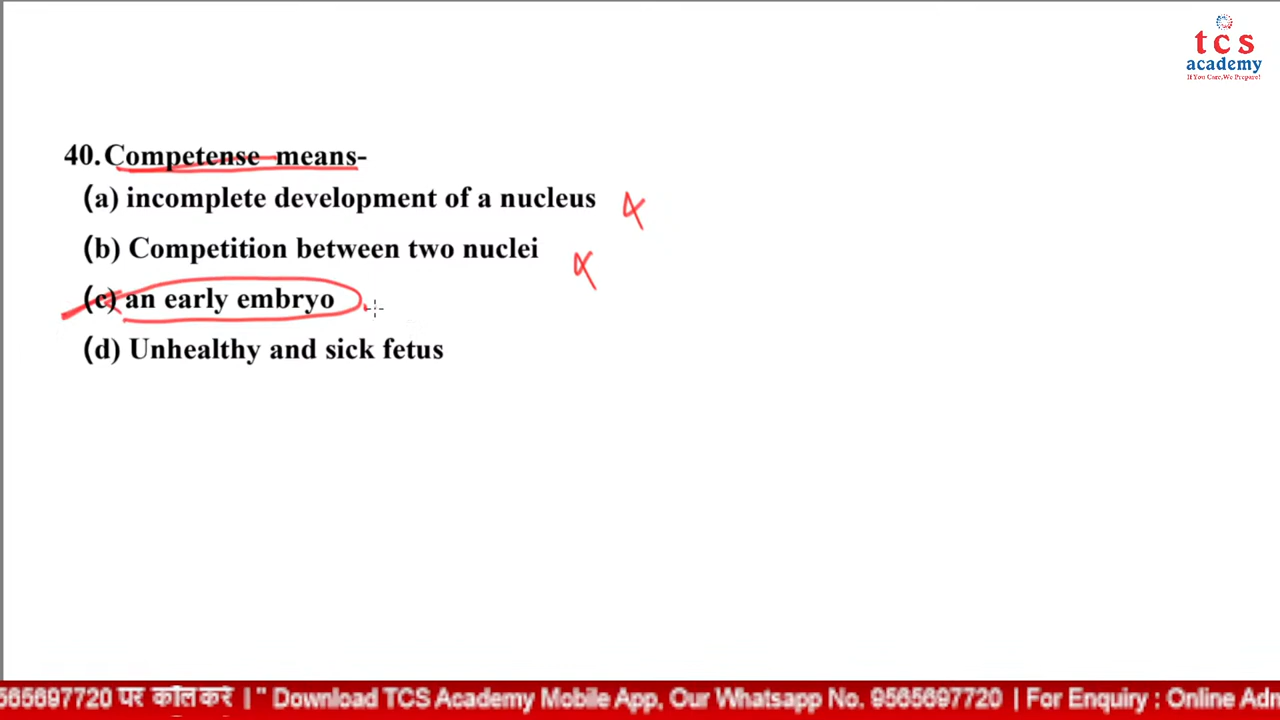 tcs
academy
If You Care,We Prepare!
40. Competense means-
(a) incomplete development of a nucleus
(b) Competition between two nuclei
(c) an early embryo
(d) Unhealthy and sick fetus
565697720 पर कॉल करें | " Download TCS Academy Mobile App, Our Whatsapp No. 9565697720 | For Enquiry : Online Adm